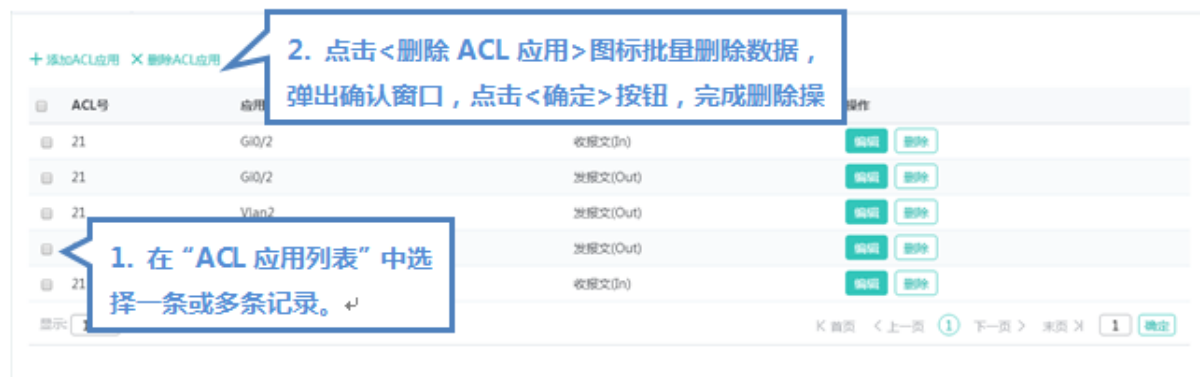 2. 点击<删除 ACL 应用>图标批量删除数据，
弹出确认窗口，点击<确定>按钮，完成删除操
+ 添加ACL应用 × 删除ACL应用
ACL号 应用 操作
21 GI0/2 收报文(In) 编辑 删除
21 GI0/2 发报文(Out) 编辑 删除
21 Vlan2 发报文(Out) 编辑 删除
发报文(Out) 编辑 删除
21 收报文(In) 编辑 删除
1. 在“ACL 应用列表”中选
择一条或多条记录。
显示: K 首页 < 上一页 1 下一页 > 末页 1 确定